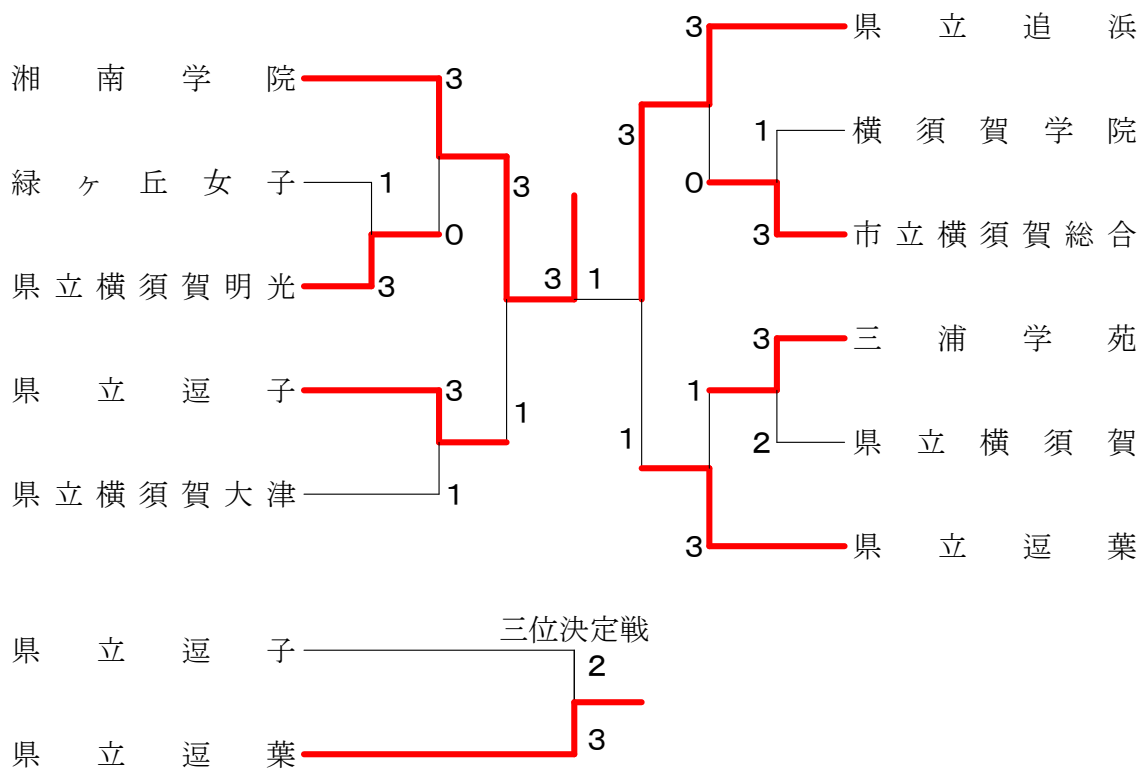 3 県立追浜
湘南学院 3
1 横須賀学院
3
緑ヶ丘女子 1 3
0
0 3 市立横須賀総合
県立横須賀明光 3
3 1
3 三浦学苑
県立逗子 3 1
1 1
2 県立横須賀
県立横須賀大津 1
3 県立逗葉
三位決定戦
県立逗子 2
県立逗葉 3